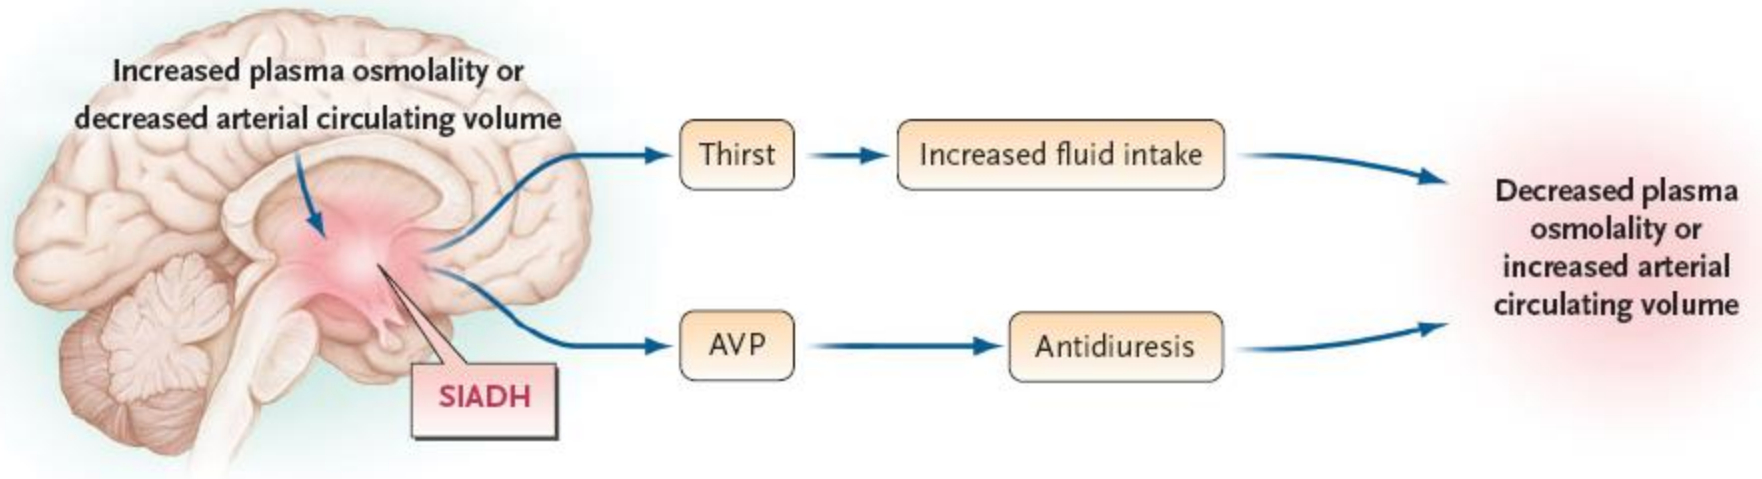 Increased plasma osmolality or
decreased arterial circulating volume
Thirst
Increased fluid intake
AVP
Antidiuresis
SIADH
Decreased plasma
osmolality or
increased arterial
circulating volume